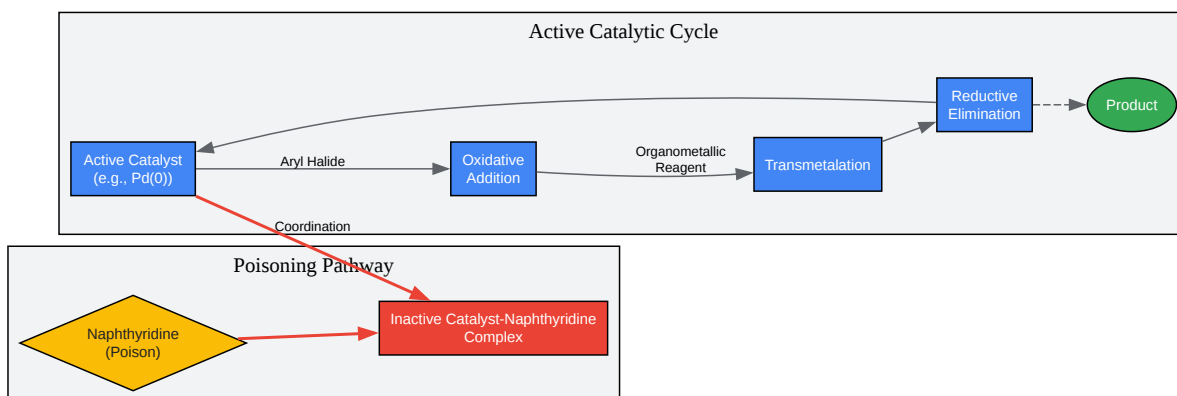 Active Catalytic Cycle
Reductive
Elimination
Product
Active Catalyst
(e.g., Pd(0))
Aryl Halide
Oxidative
Addition
Organometallic
Reagent
Transmetalation
Coordination
Poisoning Pathway
Naphthyridine
(Poison)
Inactive Catalyst-Naphthyridine
Complex